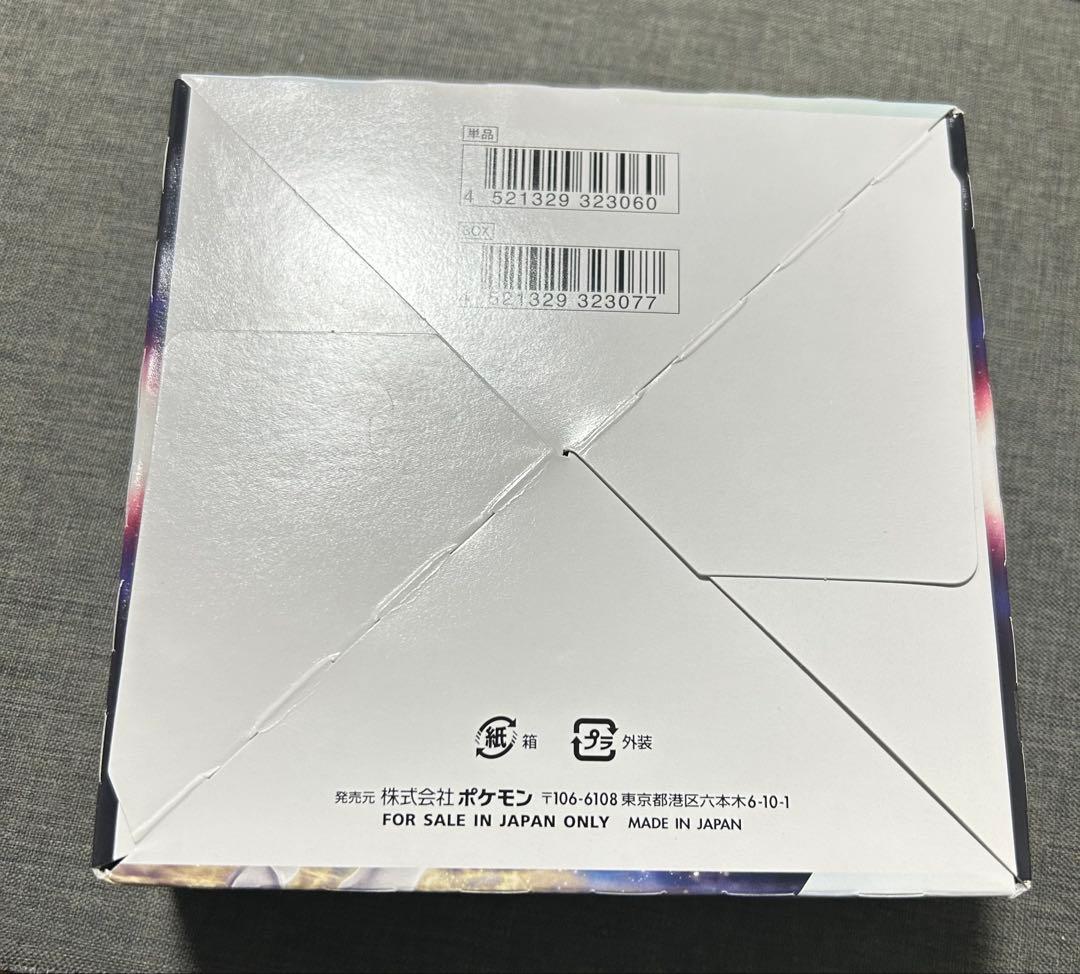 単品
4 521329 323060
BOX
4 521329 323077
紙 箱 プラ 外装
発売元 株式会社ポケモン 〒106-6108 東京都港区六本木6-10-1
FOR SALE IN JAPAN ONLY MADE IN JAPAN